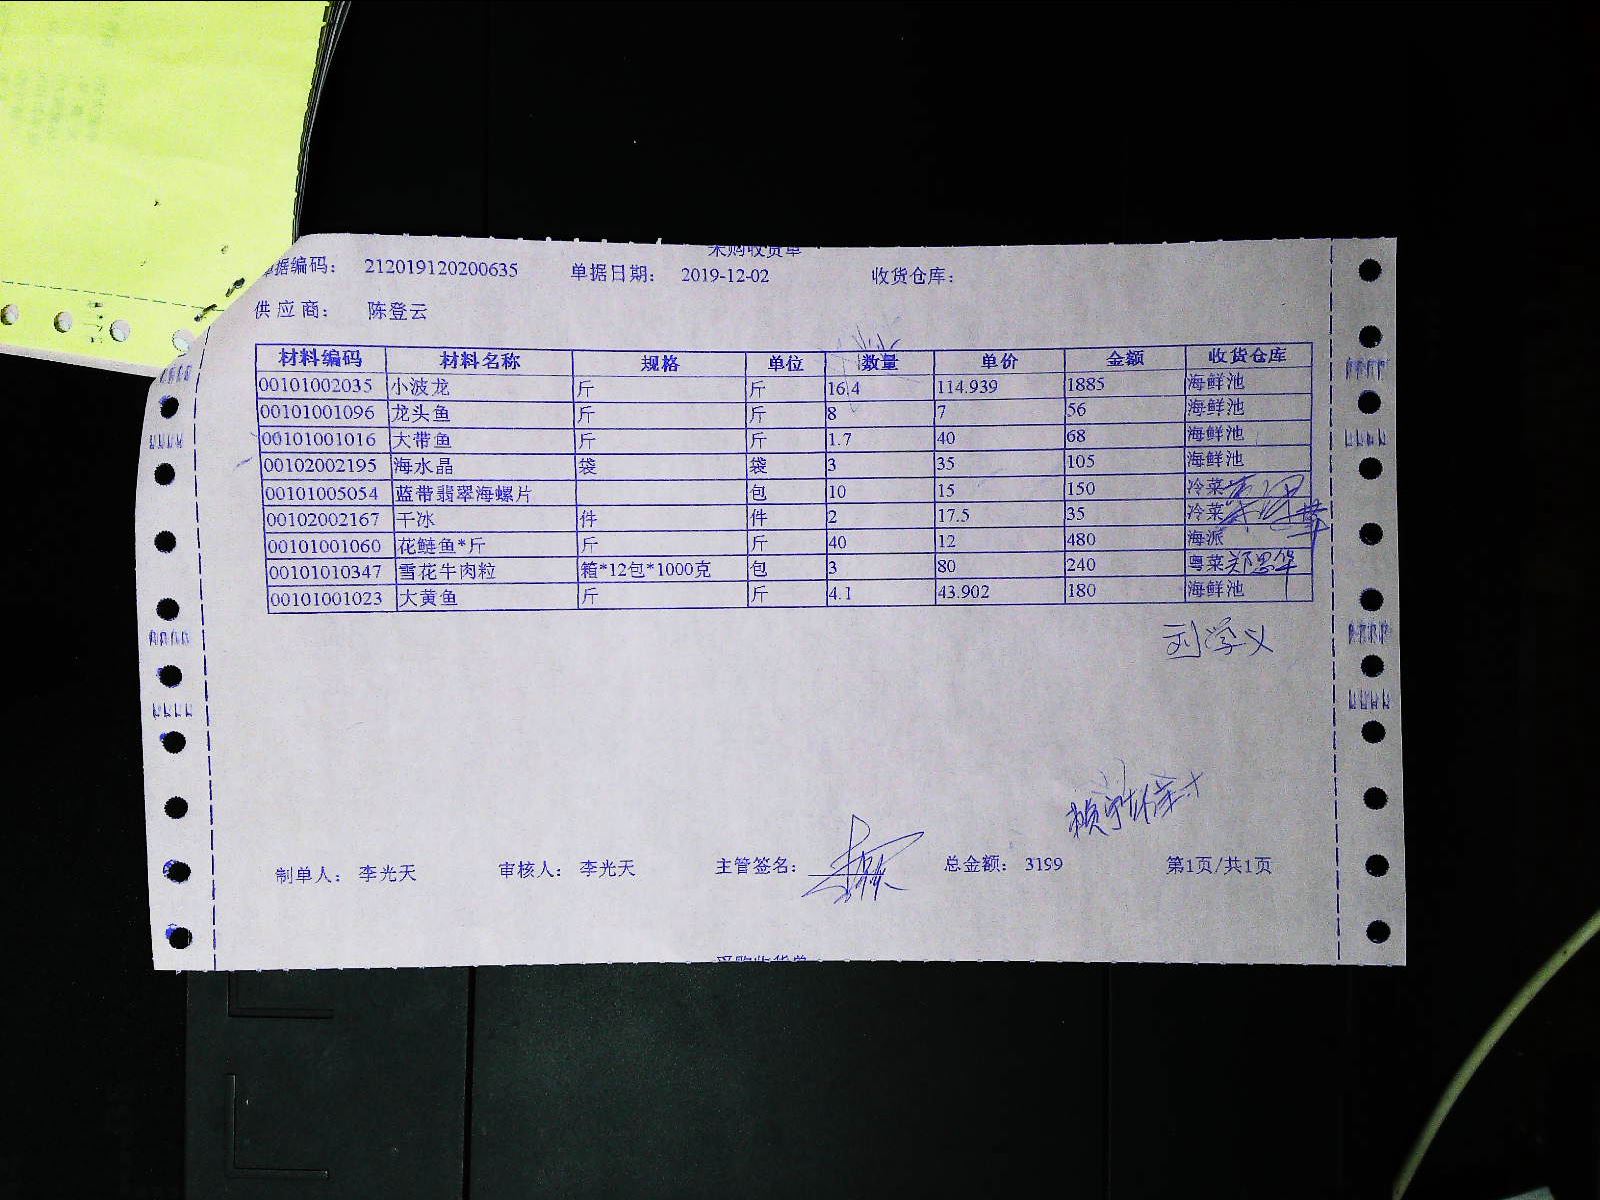 采购收货单
单据编码： 212019120200635 单据日期： 2019-12-02 收货仓库：
供应商： 陈登云
材料编码 材料名称 规格 单位 数量 单价 金额 收货仓库
00101002035 小波龙 斤 斤 16.4 114.939 1885 海鲜池
00101001096 龙头鱼 斤 斤 8 7 56 海鲜池
00101001016 大带鱼 斤 斤 1.7 40 68 海鲜池
00102002195 海水晶 袋 袋 3 35 105 海鲜池
00101005054 蓝带翡翠海螺片 包 10 15 150 冷菜
00102002167 干冰 件 件 2 17.5 35 冷菜
00101001060 花鲢鱼*斤 斤 斤 40 12 480 海派
00101010347 雪花牛肉粒 箱*12包*1000克 包 3 80 240 粤菜 郑思华
00101001023 大黄鱼 斤 斤 4.1 43.902 180 海鲜池
刘学义
制单人： 李光天 审核人： 李光天 主管签名： 总金额： 3199 第1页/共1页
采购收货单